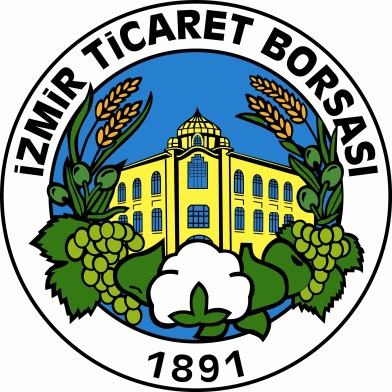 İZMİR TİCARET BORSASI
1891